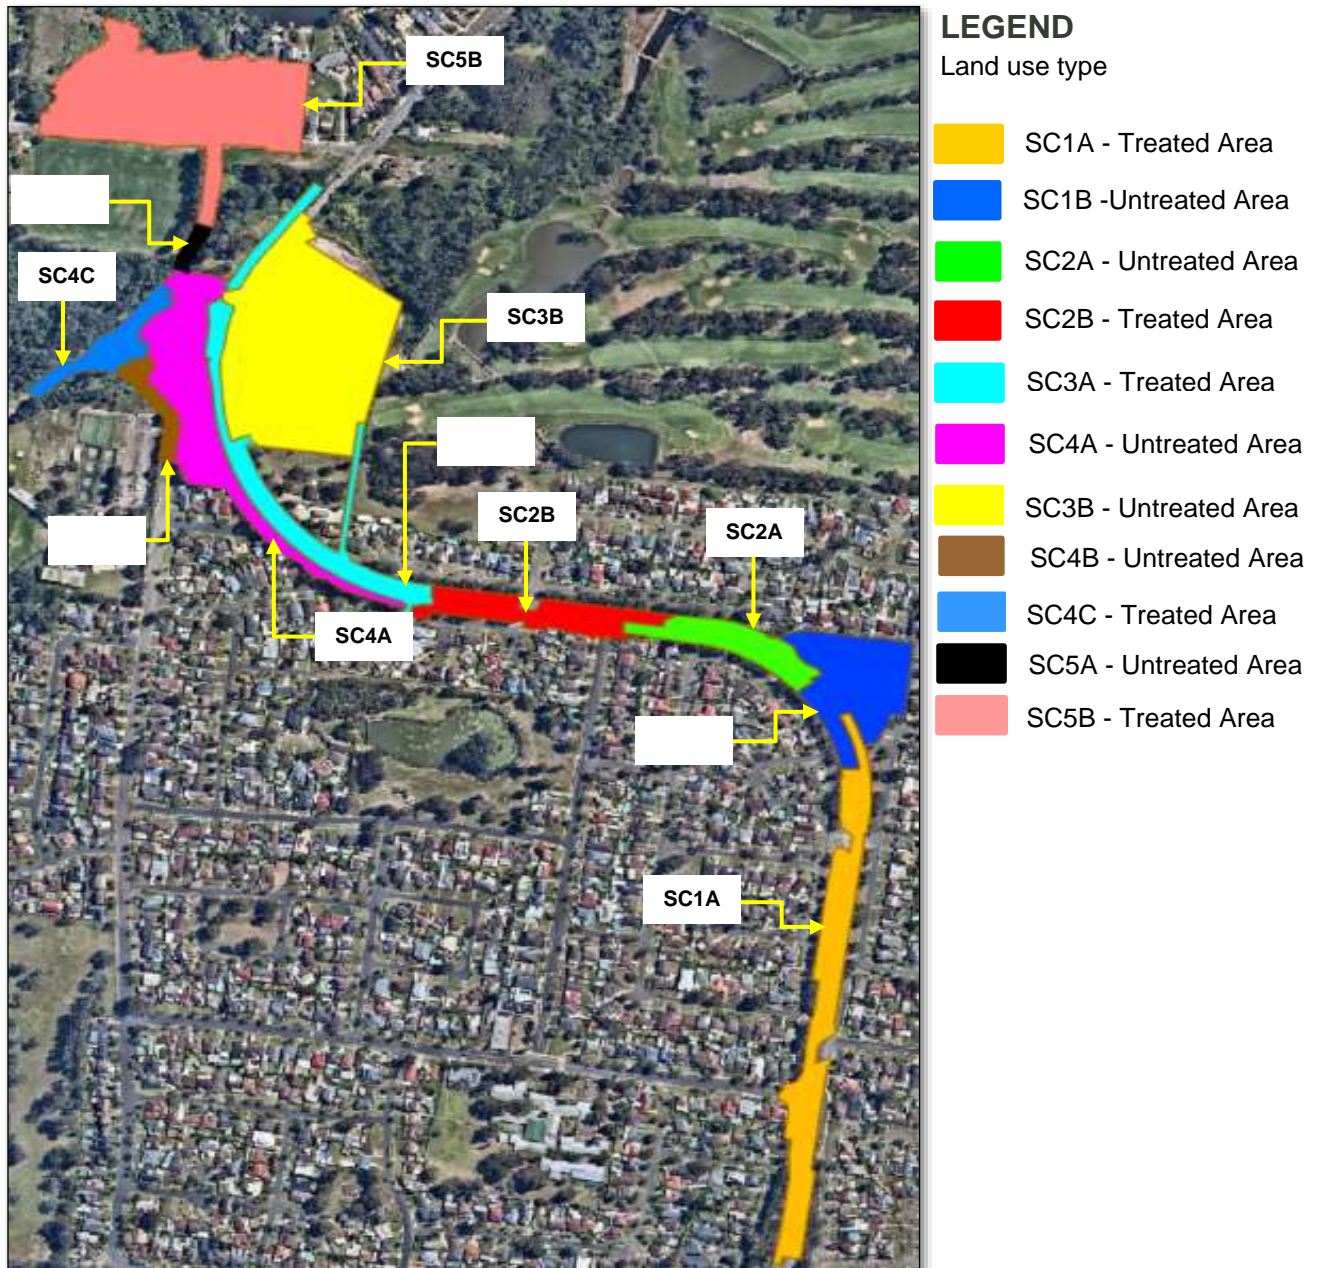 LEGEND
Land use type
SC5B
SC4C
SC3B
SC2B
SC2A
SC4A
SC1A
SC1A - Treated Area
SC1B -Untreated Area
SC2A - Untreated Area
SC2B - Treated Area
SC3A - Treated Area
SC4A - Untreated Area
SC3B - Untreated Area
SC4B - Untreated Area
SC4C - Treated Area
SC5A - Untreated Area
SC5B - Treated Area